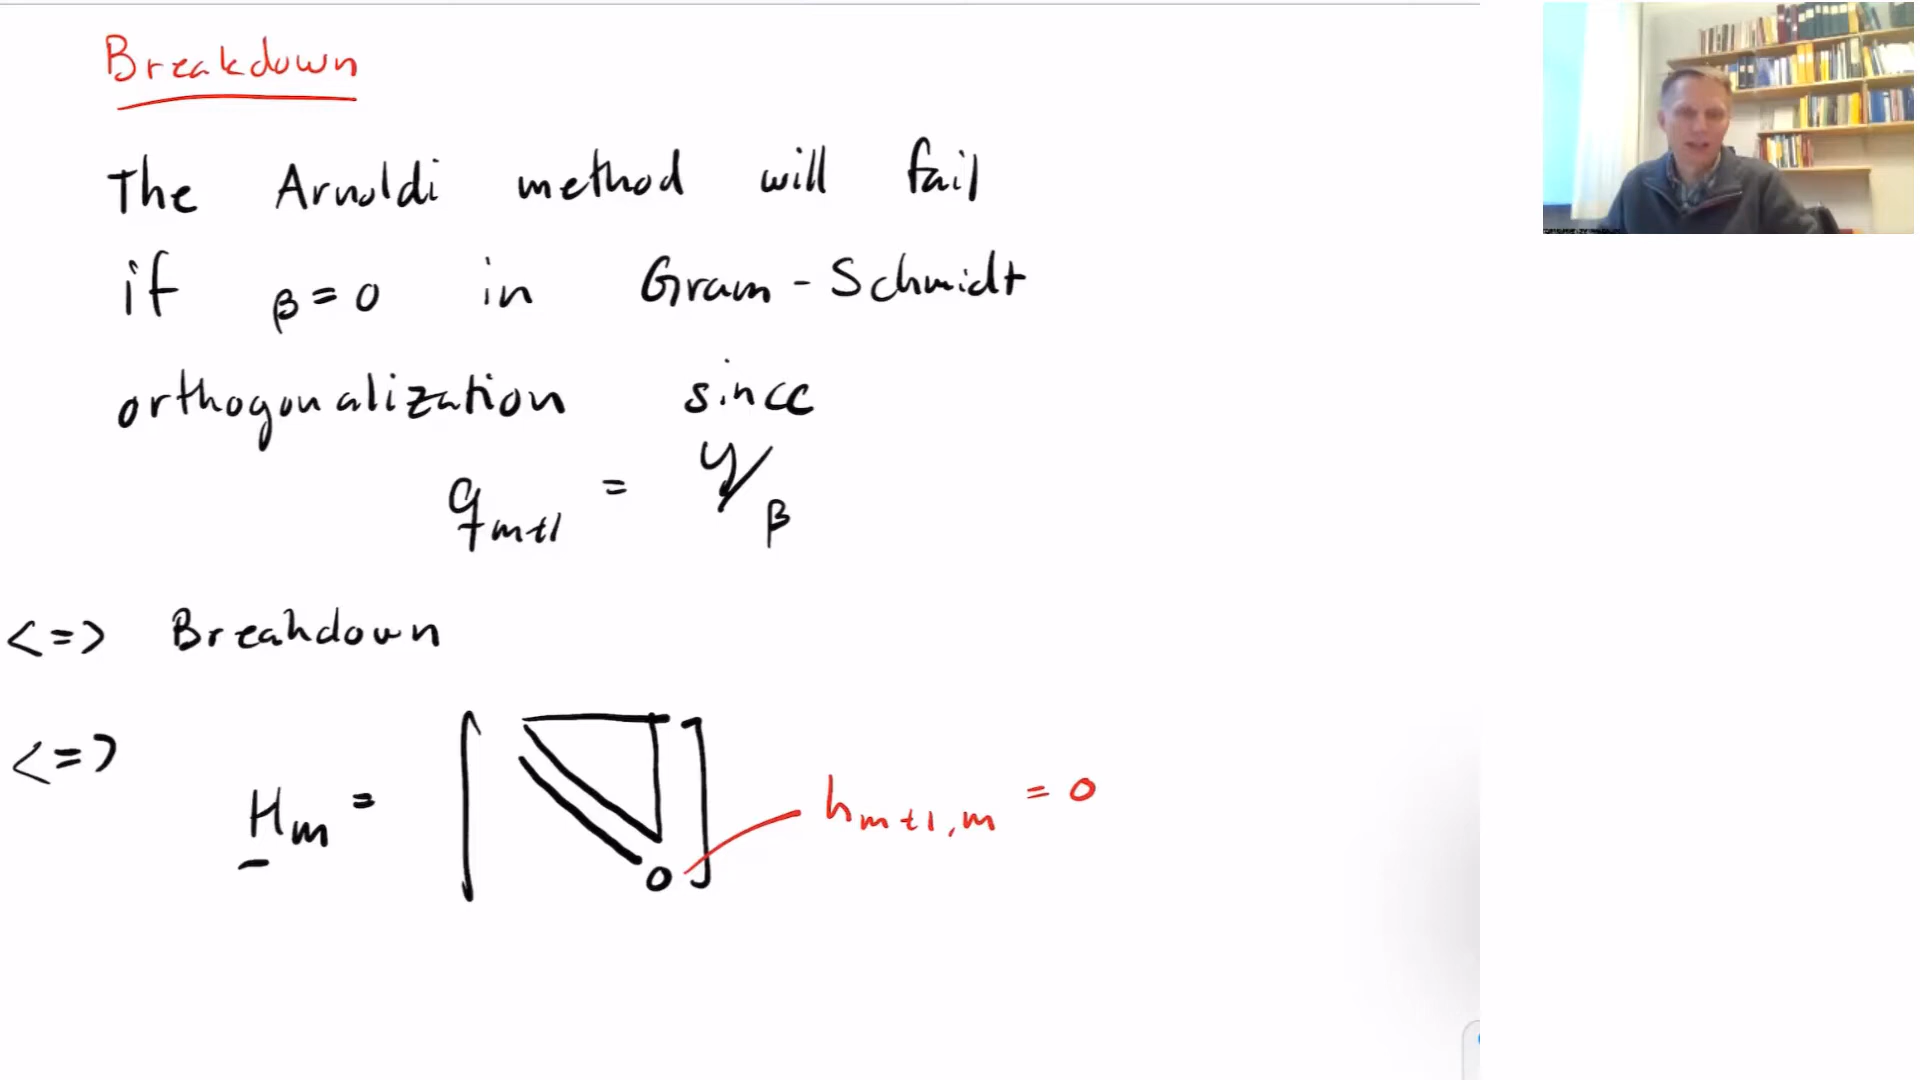 Breakdown
The Arnoldi method will fail
if β = 0 in Gram-Schmidt
orthogonalization since
q_{m+1} = y/β
<=> Breakdown
<=>
H_m = [ 0 ] h_{m+1,m} = 0